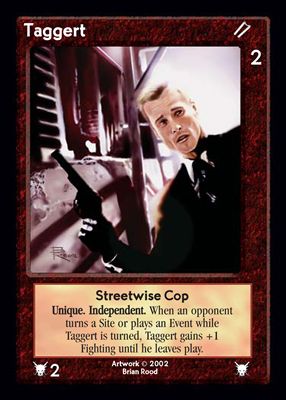 Taggert
2
Streetwise Cop
Unique. Independent. When an opponent
turns a Site or plays an Event while
Taggert is turned, Taggert gains +1
Fighting until he leaves play.
2
Artwork © 2002
Brian Rood